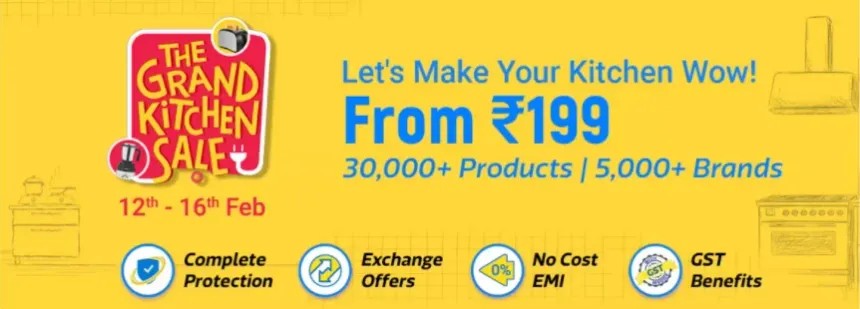 THE
GRAND
KITCHEN
SALE
12th - 16th Feb
Let's Make Your Kitchen Wow!
From ₹199
30,000+ Products | 5,000+ Brands
Complete
Protection
Exchange
Offers
0%
No Cost
EMI
GST
GST
Benefits